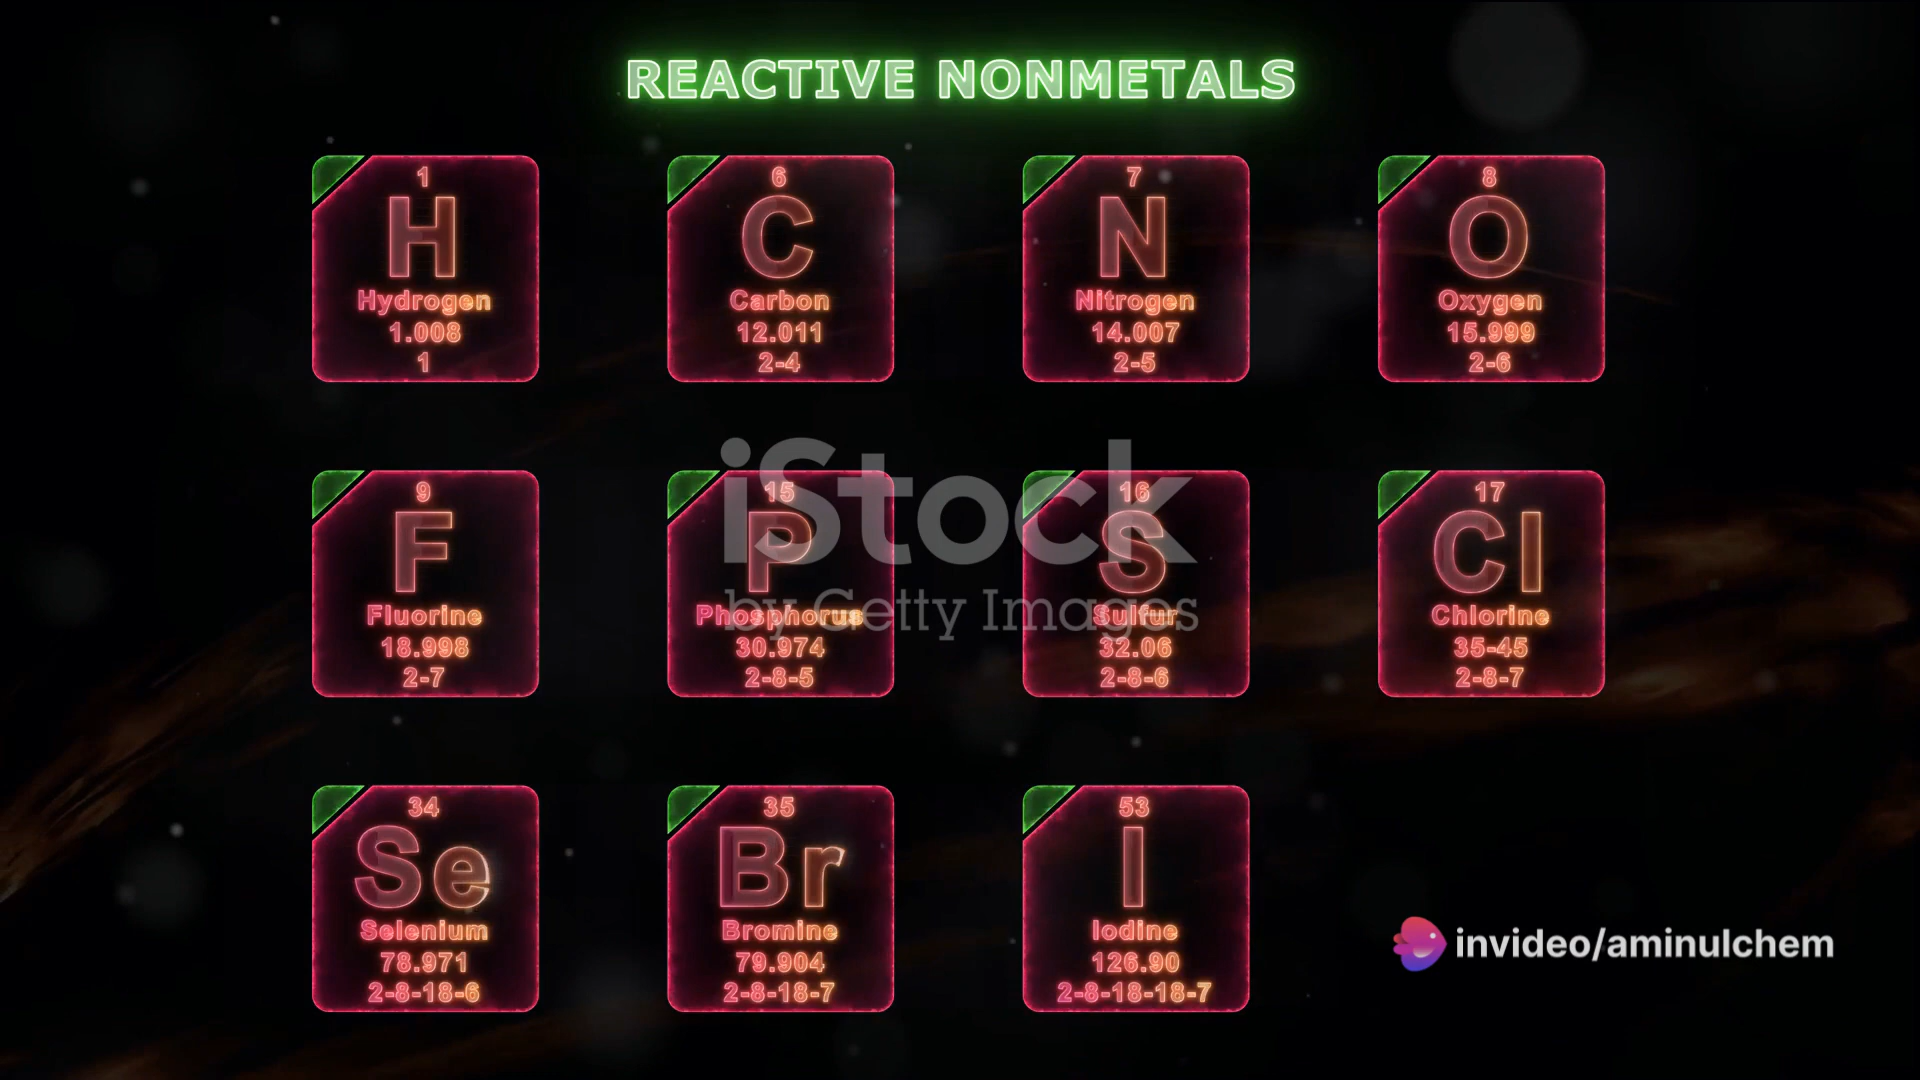 REACTIVE NONMETALS
1
H
Hydrogen
1.008
1
6
C
Carbon
12.011
2-4
7
N
Nitrogen
14.007
2-5
8
O
Oxygen
15.999
2-6
9
F
Fluorine
18.998
2-7
15
P
Phosphorus
30.974
2-8-5
16
S
Sulfur
32.06
2-8-6
17
Cl
Chlorine
35-45
2-8-7
iStock
by Getty Images
34
Se
Selenium
78.971
2-8-18-6
35
Br
Bromine
79.904
2-8-18-7
53
I
Iodine
126.90
2-8-18-18-7
invideo/aminulchem